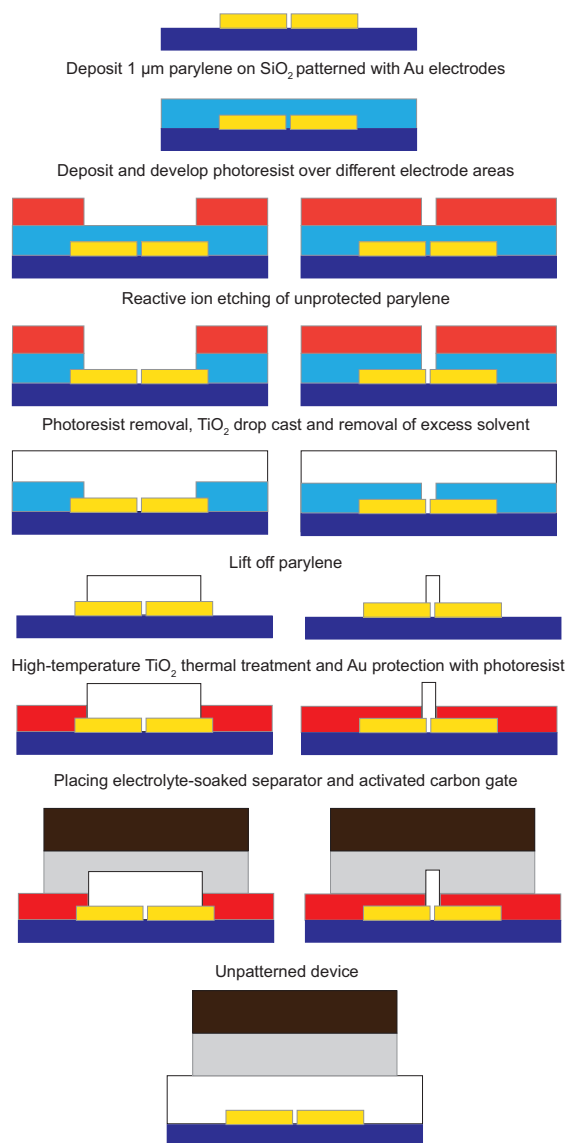 Deposit 1 µm parylene on SiO₂ patterned with Au electrodes
Deposit and develop photoresist over different electrode areas
Reactive ion etching of unprotected parylene
Photoresist removal, TiO₂ drop cast and removal of excess solvent
Lift off parylene
High-temperature TiO₂ thermal treatment and Au protection with photoresist
Placing electrolyte-soaked separator and activated carbon gate
Unpatterned device